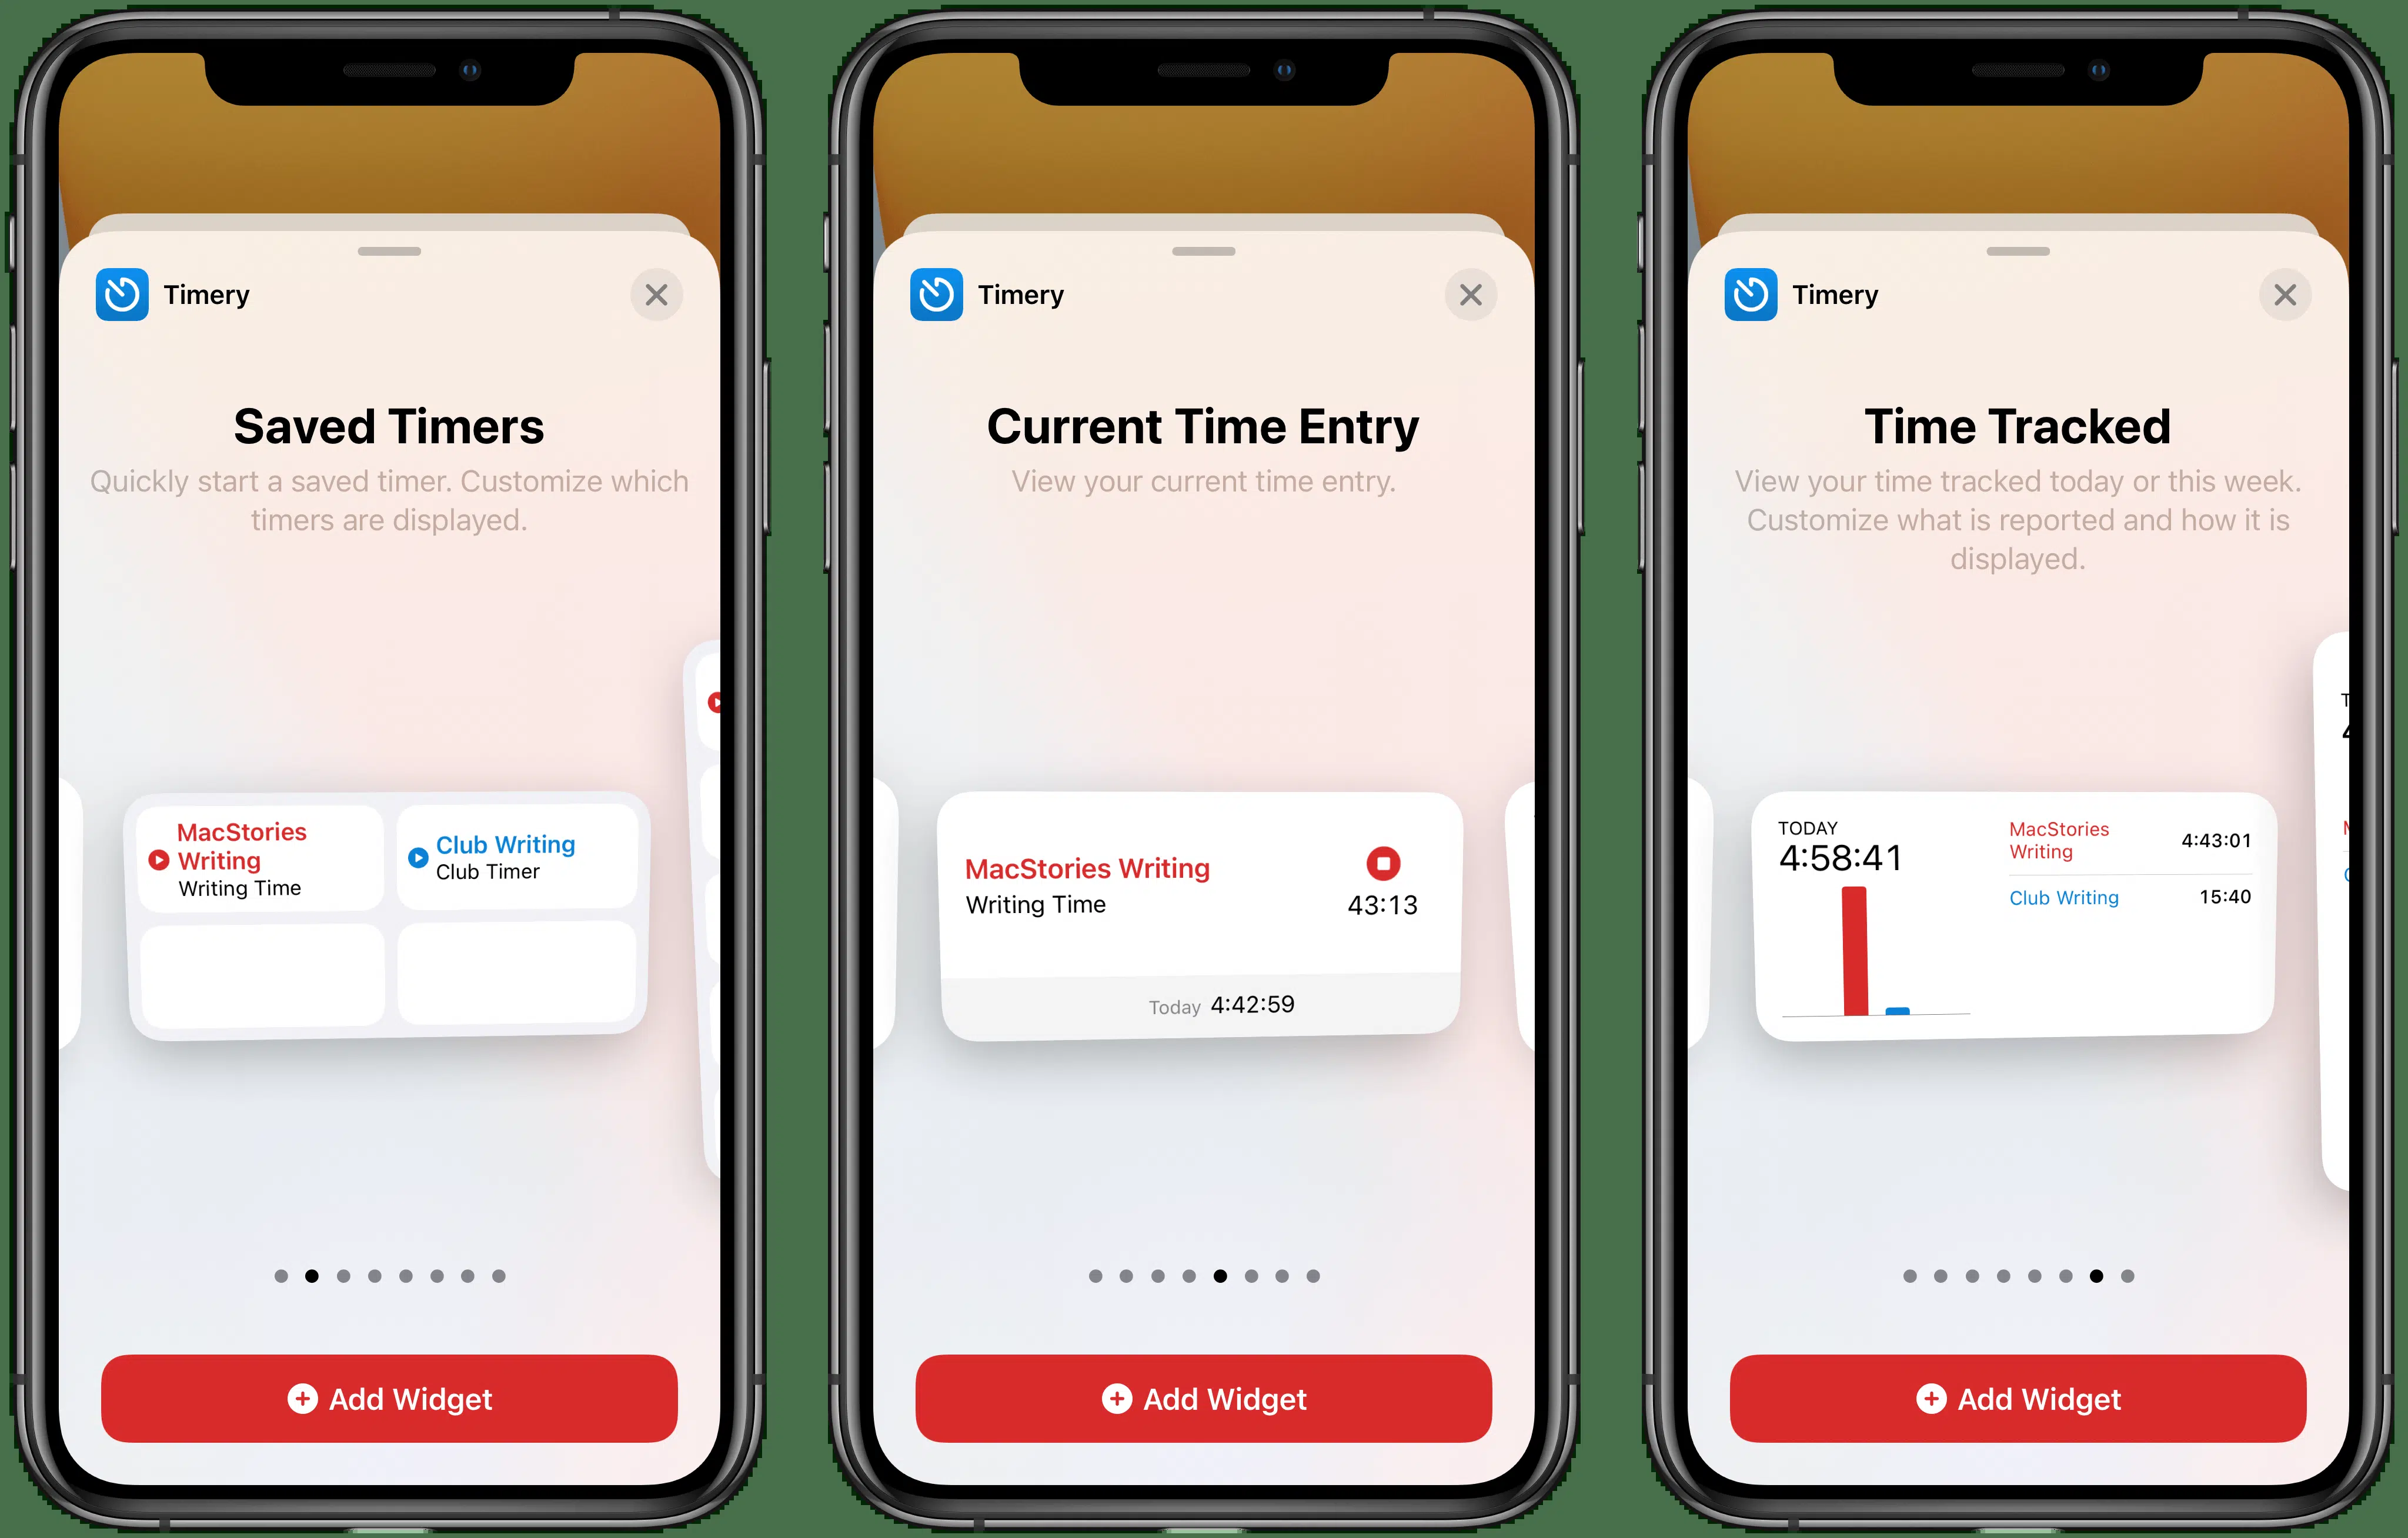 Timery
Saved Timers
Quickly start a saved timer. Customize which
timers are displayed.
MacStories
Writing
Writing Time
Club Writing
Club Timer
Add Widget
Timery
Current Time Entry
View your current time entry.
MacStories Writing
Writing Time
43:13
Today 4:42:59
Add Widget
Timery
Time Tracked
View your time tracked today or this week.
Customize what is reported and how it is
displayed.
TODAY
4:58:41
MacStories
Writing
4:43:01
Club Writing
15:40
Add Widget